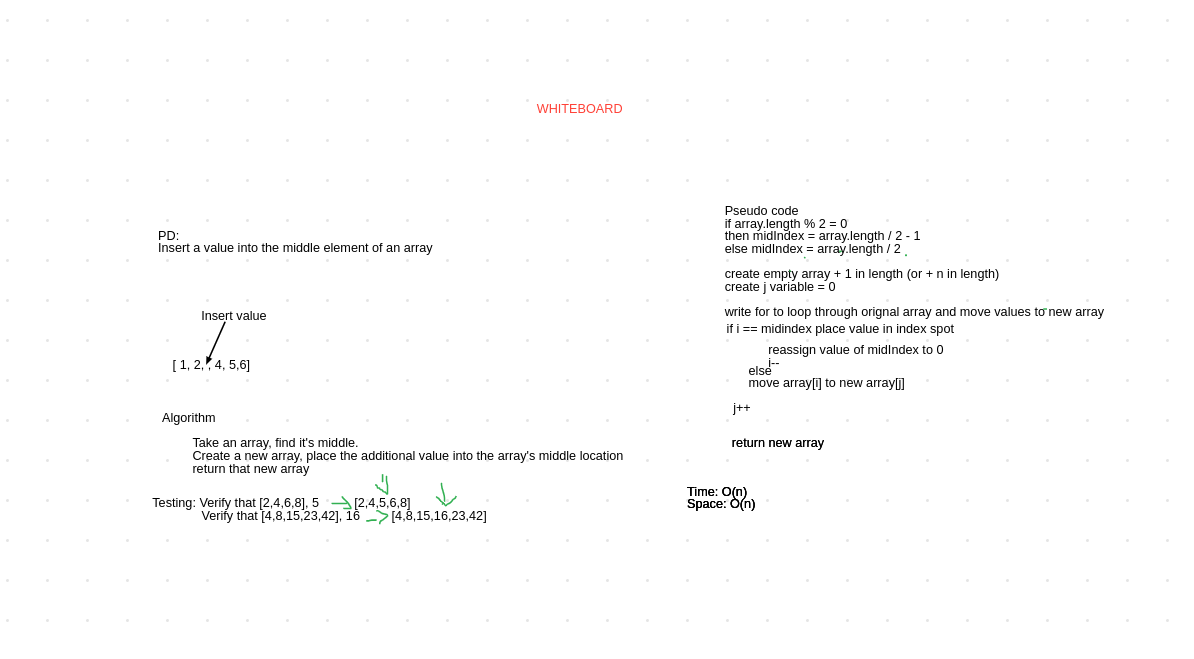 WHITEBOARD
PD:
Insert a value into the middle element of an array
Insert value
[ 1, 2, , 4, 5,6]
Algorithm
Take an array, find it's middle.
Create a new array, place the additional value into the array's middle location
return that new array
Testing: Verify that [2,4,6,8], 5 [2,4,5,6,8]
Verify that [4,8,15,23,42], 16 [4,8,15,16,23,42]
Pseudo code
if array.length % 2 = 0
then midIndex = array.length / 2 - 1
else midIndex = array.length / 2
create empty array + 1 in length (or + n in length)
create j variable = 0
write for to loop through orignal array and move values to new array
if i == midindex place value in index spot
reassign value of midIndex to 0
i--
else
move array[i] to new array[j]
j++
return new array
Time: O(n)
Space: O(n)